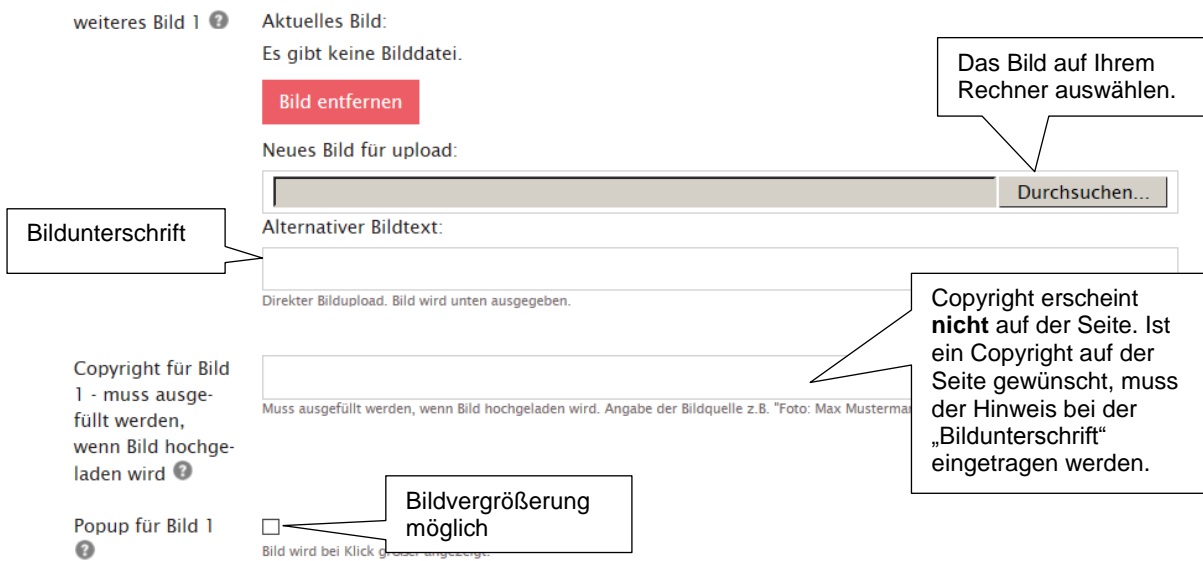 weiteres Bild 1 ?
Aktuelles Bild:
Es gibt keine Bilddatei.
Das Bild auf Ihrem
Rechner auswählen.
Bild entfernen
Neues Bild für upload:
Durchsuchen...
Bildunterschrift
Alternativer Bildtext:
Direkter Bildupload. Bild wird unten ausgegeben.
Copyright erscheint
nicht auf der Seite. Ist
ein Copyright auf der
Seite gewünscht, muss
der Hinweis bei der
„Bildunterschrift“
eingetragen werden.
Copyright für Bild
1 - muss ausge-
füllt werden,
wenn Bild hochge-
laden wird ?
Muss ausgefüllt werden, wenn Bild hochgeladen wird. Angabe der Bildquelle z.B. "Foto: Max
Bildvergrößerung
möglich
Popup für Bild 1
?
Bild wird bei Klick größer angezeigt.